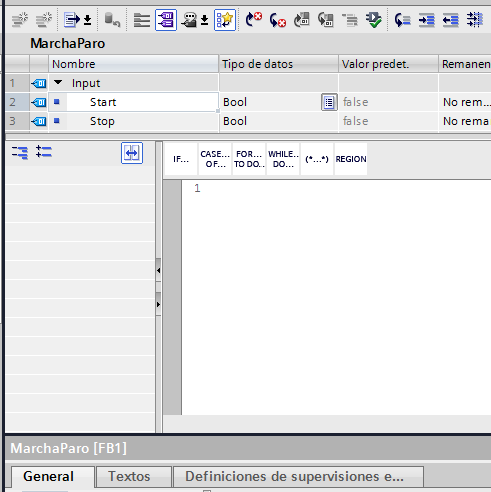 MarchaParo
Nombre Tipo de datos Valor predet. Remanen
1 Input
2 Start Bool false No rem...
3 Stop Bool false No rema
IF... CASE... OF... FOR... TO DO... WHILE... DO... (*...*) REGION
1
MarchaParo [FB1]
General Textos Definiciones de supervisiones e...